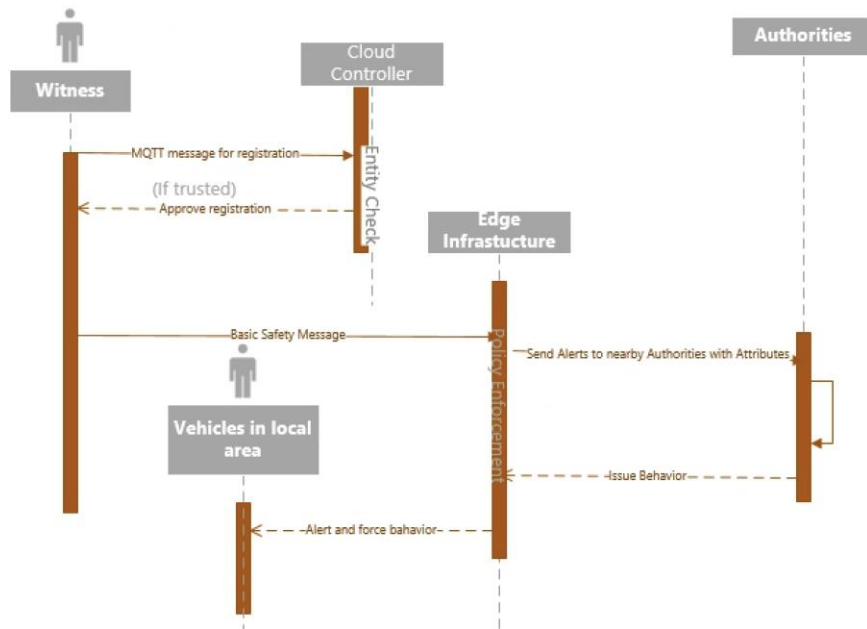 Authorities
Cloud
Controller
Witness
MQTT message for registration
Entity Check
(If trusted)
Approve registration
Edge
Infrastucture
Basic Safety Message
Policy Enforcement
Send Alerts to nearby Authorities with Attributes
Vehicles in local
area
Issue Behavior
Alert and force bahavior